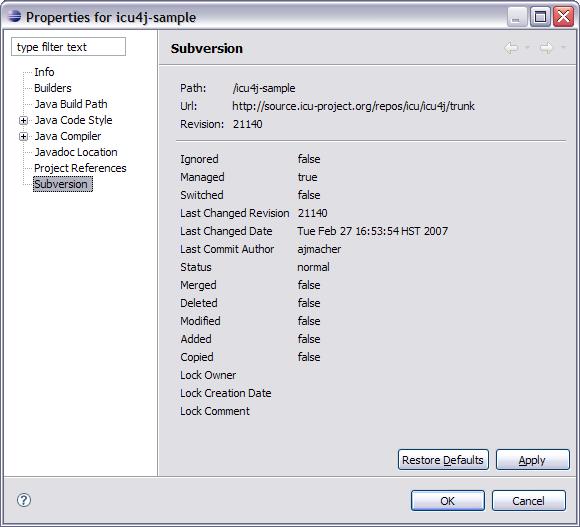 Properties for icu4j-sample
type filter text
Info
Builders
Java Build Path
Java Code Style
Java Compiler
Javadoc Location
Project References
Subversion
Subversion
Path: /icu4j-sample
Url: http://source.icu-project.org/repos/icu/icu4j/trunk
Revision: 21140
Ignored false
Managed true
Switched false
Last Changed Revision 21140
Last Changed Date Tue Feb 27 16:53:54 HST 2007
Last Commit Author ajmacher
Status normal
Merged false
Deleted false
Modified false
Added false
Copied false
Lock Owner
Lock Creation Date
Lock Comment
Restore Defaults Apply
? OK Cancel